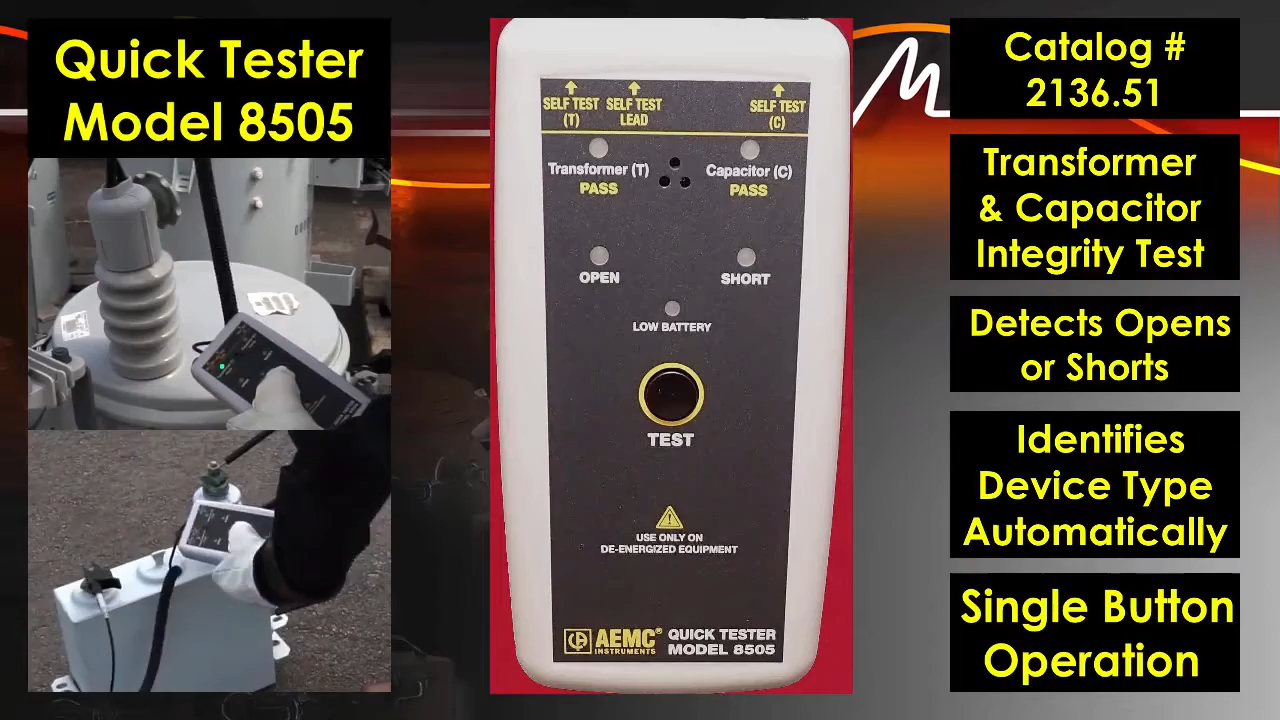 Quick Tester
Model 8505
SELF TEST
(T)
SELF TEST
LEAD
SELF TEST
(C)
Transformer (T)
PASS
Capacitor (C)
PASS
OPEN
SHORT
LOW BATTERY
TEST
USE ONLY ON
DE-ENERGIZED EQUIPMENT
AEMC®
INSTRUMENTS
QUICK TESTER
MODEL 8505
Catalog #
2136.51
Transformer
& Capacitor
Integrity Test
Detects Opens
or Shorts
Identifies
Device Type
Automatically
Single Button
Operation